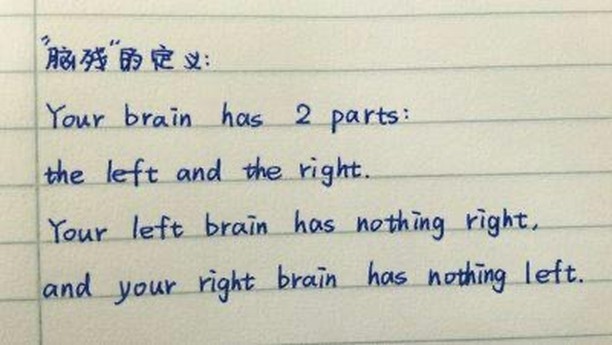 "脑残"的定义:
Your brain has 2 parts:
the left and the right.
Your left brain has nothing right,
and your right brain has nothing left.